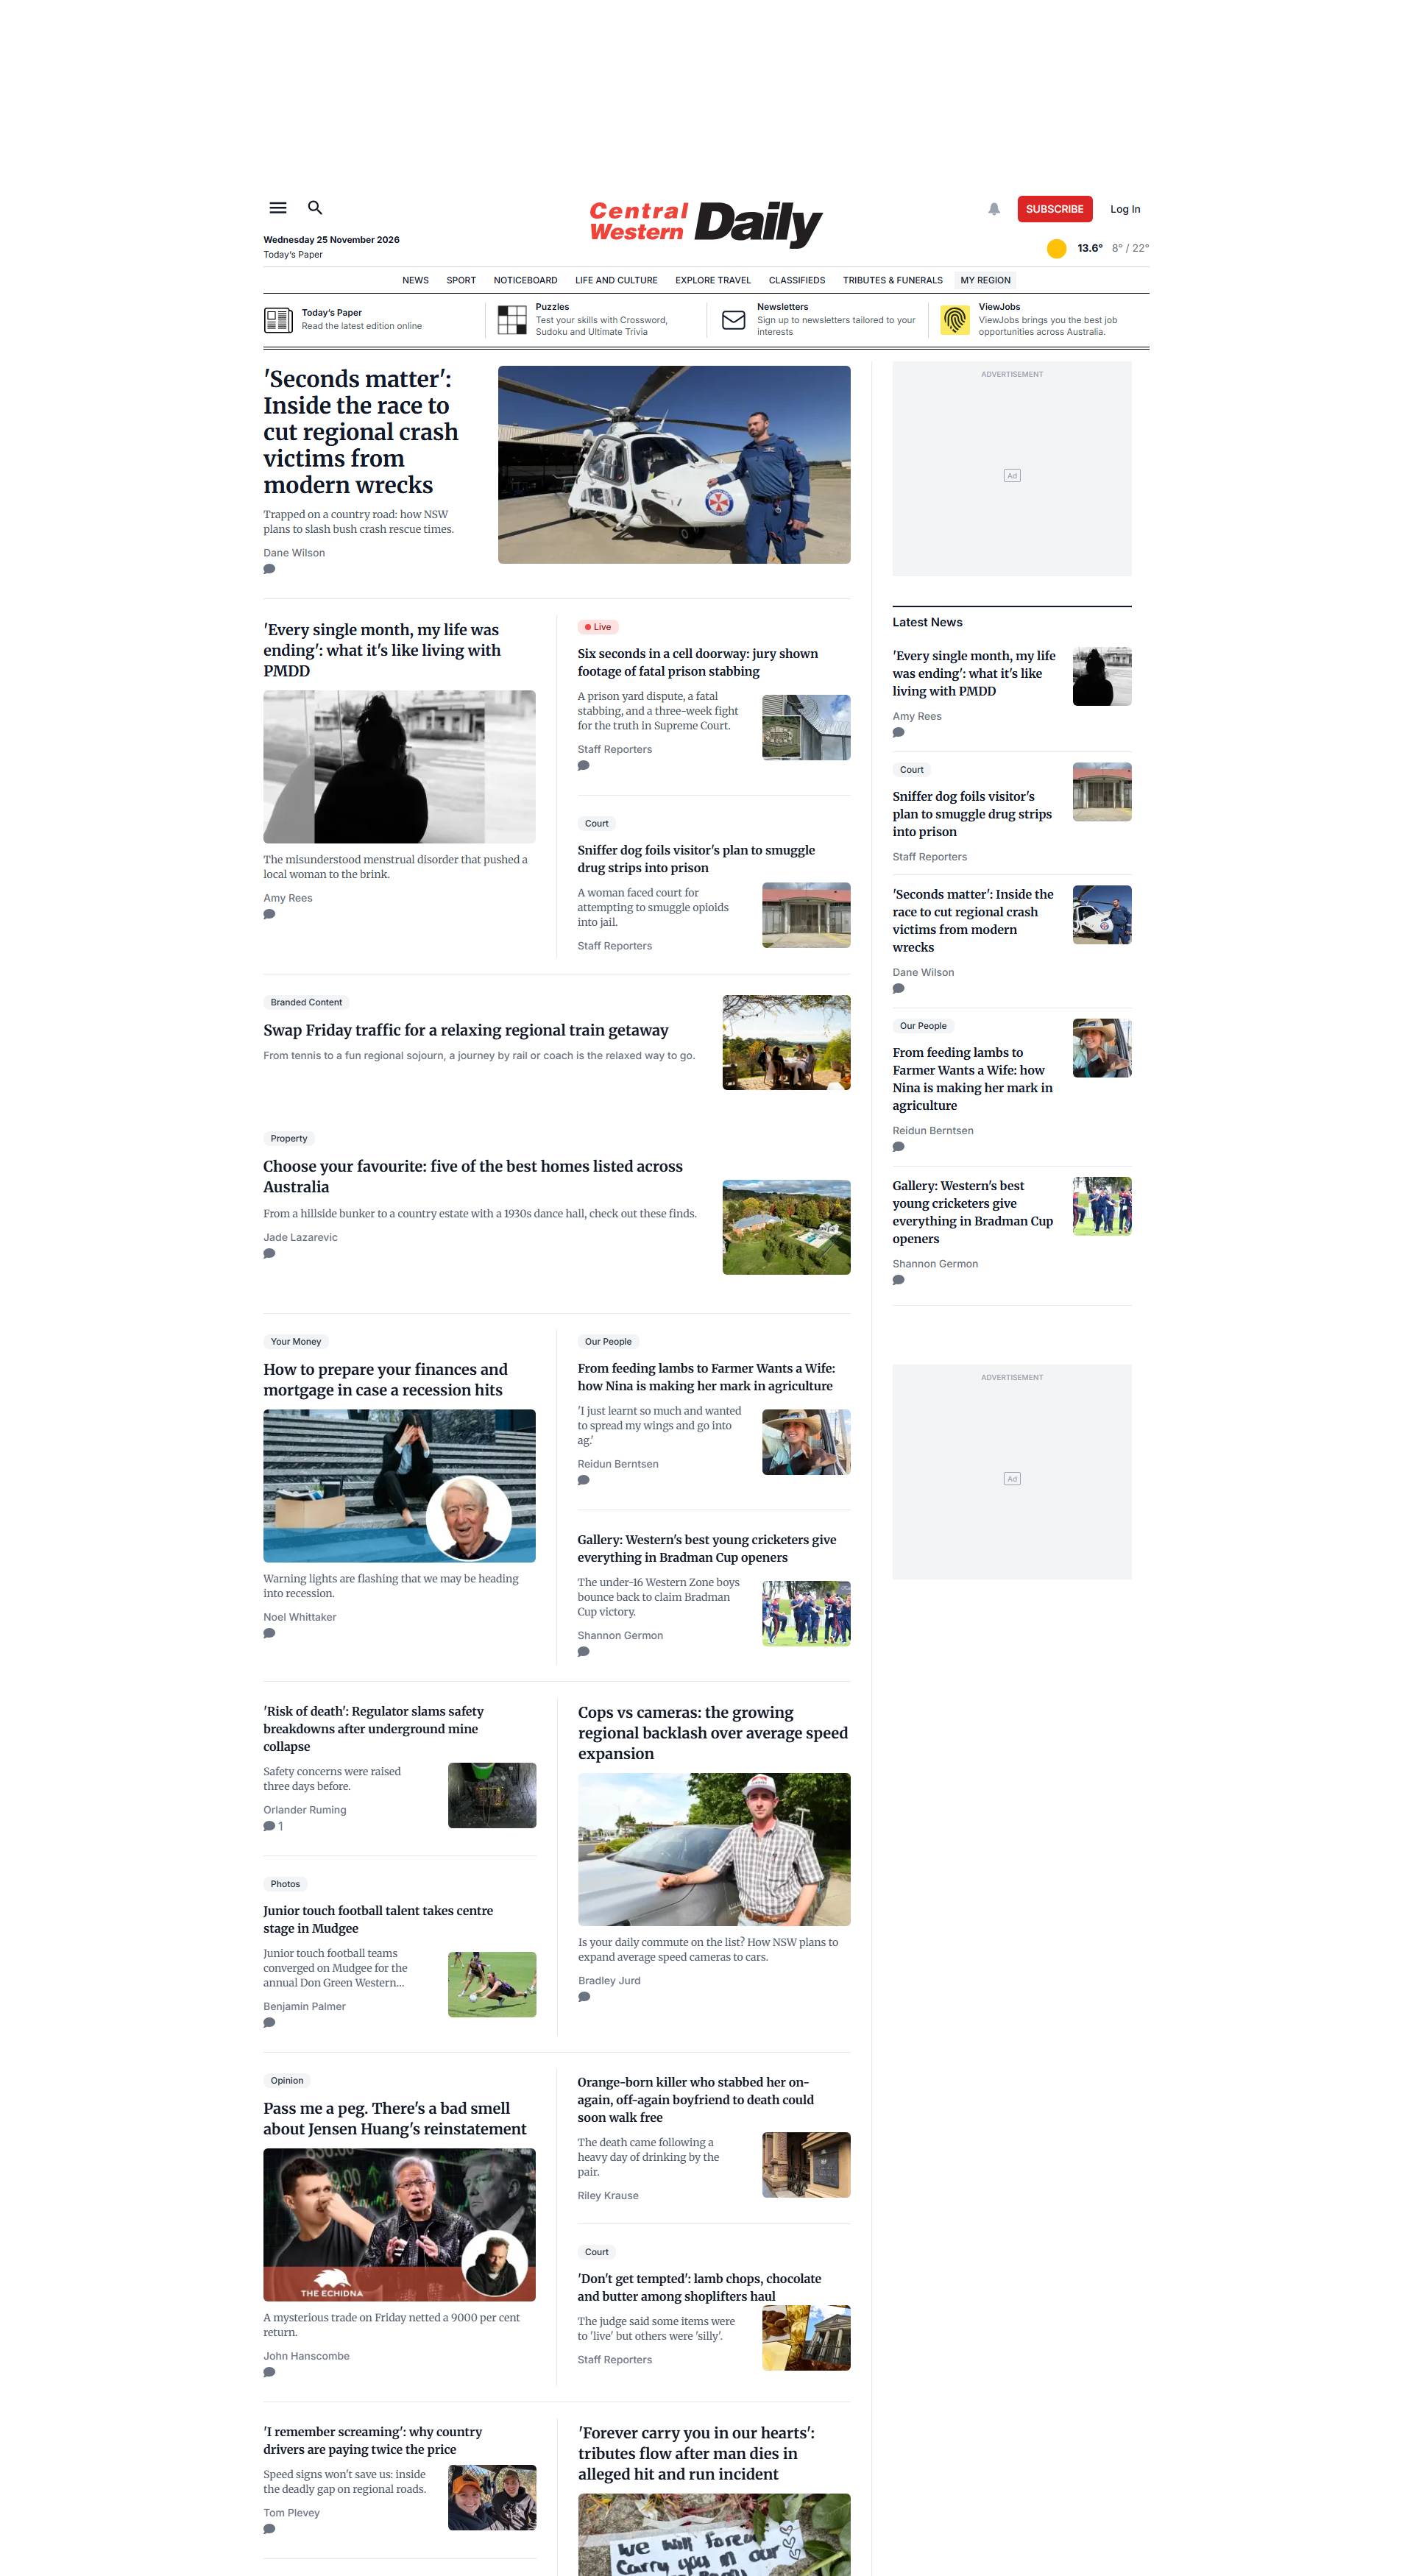 Central
Western Daily
SUBSCRIBE
Log In
Wednesday 25 November 2026
Today's Paper
13.6° 8° / 22°
NEWS SPORT NOTICEBOARD LIFE AND CULTURE EXPLORE TRAVEL CLASSIFIEDS TRIBUTES & FUNERALS MY REGION
Today's Paper
Read the latest edition online
Puzzles
Test your skills with Crossword,
Sudoku and Ultimate Trivia
Newsletters
Sign up to newsletters tailored to your
interests
ViewJobs
ViewJobs brings you the best job
opportunities across Australia.
'Seconds matter':
Inside the race to
cut regional crash
victims from
modern wrecks
Trapped on a country road: how NSW
plans to slash bush crash rescue times.
Dane Wilson
'Every single month, my life was
ending': what it's like living with
PMDD
The misunderstood menstrual disorder that pushed a
local woman to the brink.
Amy Rees
Live
Six seconds in a cell doorway: jury shown
footage of fatal prison stabbing
A prison yard dispute, a fatal
stabbing, and a three-week fight
for the truth in Supreme Court.
Staff Reporters
Court
Sniffer dog foils visitor's plan to smuggle
drug strips into prison
A woman faced court for
attempting to smuggle opioids
into jail.
Staff Reporters
Branded Content
Swap Friday traffic for a relaxing regional train getaway
From tennis to a fun regional sojourn, a journey by rail or coach is the relaxed way to go.
Property
Choose your favourite: five of the best homes listed across
Australia
From a hillside bunker to a country estate with a 1930s dance hall, check out these finds.
Jade Lazarevic
Your Money
How to prepare your finances and
mortgage in case a recession hits
Warning lights are flashing that we may be heading
into recession.
Noel Whittaker
Our People
From feeding lambs to Farmer Wants a Wife:
how Nina is making her mark in agriculture
'I just learnt so much and wanted
to spread my wings and go into
ag.'
Reidun Berntsen
Gallery: Western's best young cricketers give
everything in Bradman Cup openers
The under-16 Western Zone boys
bounce back to claim Bradman
Cup victory.
Shannon Germon
'Risk of death': Regulator slams safety
breakdowns after underground mine
collapse
Safety concerns were raised
three days before.
Orlander Ruming
1
Photos
Junior touch football talent takes centre
stage in Mudgee
Junior touch football teams
converged on Mudgee for the
annual Don Green Western...
Benjamin Palmer
Cops vs cameras: the growing
regional backlash over average speed
expansion
Is your daily commute on the list? How NSW plans to
expand average speed cameras to cars.
Bradley Jurd
Opinion
Pass me a peg. There's a bad smell
about Jensen Huang's reinstatement
THE ECHIDNA
A mysterious trade on Friday netted a 9000 per cent
return.
John Hanscombe
Orange-born killer who stabbed her on-
again, off-again boyfriend to death could
soon walk free
The death came following a
heavy day of drinking by the
pair.
Riley Krause
Court
'Don't get tempted': lamb chops, chocolate
and butter among shoplifters haul
The judge said some items were
to 'live' but others were 'silly'.
Staff Reporters
'I remember screaming': why country
drivers are paying twice the price
Speed signs won't save us: inside
the deadly gap on regional roads.
Tom Plevey
'Forever carry you in our hearts':
tributes flow after man dies in
alleged hit and run incident
We will forever
Carry you in our
ADVERTISEMENT
Ad
Latest News
'Every single month, my life
was ending': what it's like
living with PMDD
Amy Rees
Court
Sniffer dog foils visitor's
plan to smuggle drug strips
into prison
Staff Reporters
'Seconds matter': Inside the
race to cut regional crash
victims from modern
wrecks
Dane Wilson
Our People
From feeding lambs to
Farmer Wants a Wife: how
Nina is making her mark in
agriculture
Reidun Berntsen
Gallery: Western's best
young cricketers give
everything in Bradman Cup
openers
Shannon Germon
ADVERTISEMENT
Ad